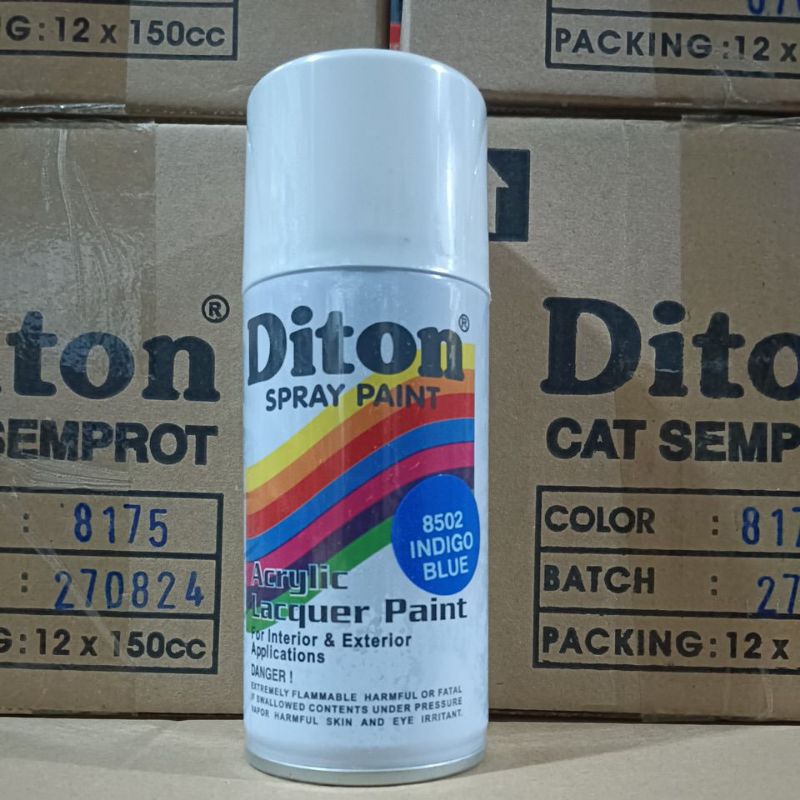 G: 12 x 150cc
PACKING : 12 x
iton®
SEMPROT
: 8175
: 270824
G: 12 x 150cc
Diton®
SPRAY PAINT
8502
INDIGO
BLUE
Acrylic
Lacquer Paint
For Interior & Exterior
Applications
DANGER !
EXTREMELY FLAMMABLE HARMFUL OR FATAL
IF SWALLOWED CONTENTS UNDER PRESSURE
VAPOR HARMFUL SKIN AND EYE IRRITANT.
Dito
CAT SEMP
COLOR : 817
BATCH : 27
PACKING : 12 x